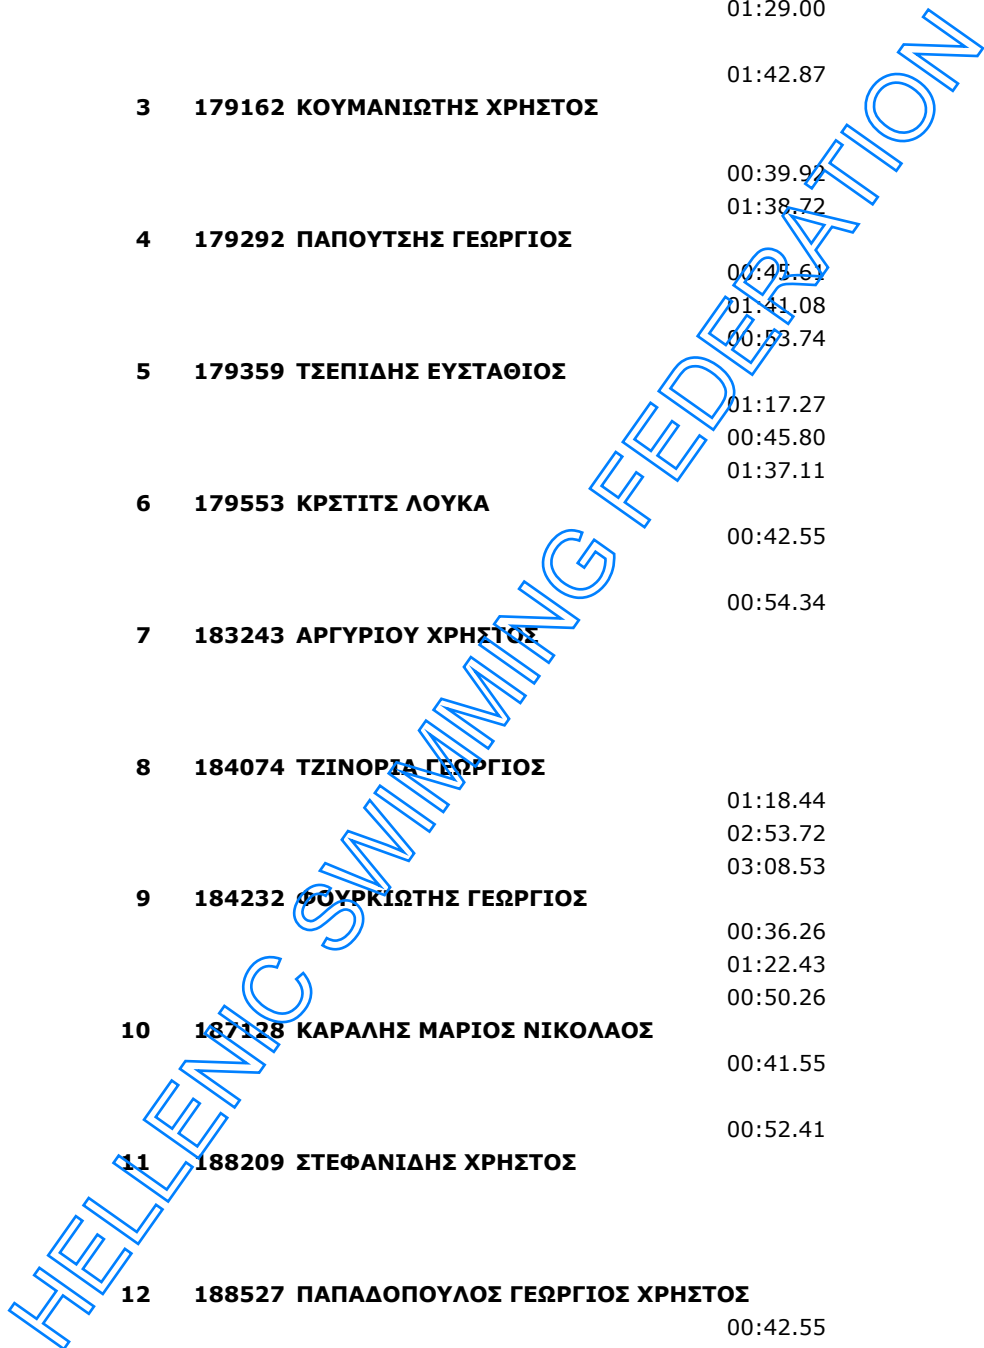 01:29.00
01:42.87
3 179162 ΚΟΥΜΑΝΙΩΤΗΣ ΧΡΗΣΤΟΣ
00:39.92
01:38.72
4 179292 ΠΑΠΟΥΤΣΗΣ ΓΕΩΡΓΙΟΣ
00:45.61
01:41.08
00:53.74
5 179359 ΤΣΕΠΙΔΗΣ ΕΥΣΤΑΘΙΟΣ
01:17.27
00:45.80
01:37.11
6 179553 ΚΡΣΤΙΤΣ ΛΟΥΚΑ
00:42.55
00:54.34
7 183243 ΑΡΓΥΡΙΟΥ ΧΡΗΣΤΟΣ
8 184074 ΤΖΙΝΟΡΙΑ ΓΕΩΡΓΙΟΣ
01:18.44
02:53.72
03:08.53
9 184232 ΦΟΥΡΚΙΩΤΗΣ ΓΕΩΡΓΙΟΣ
00:36.26
01:22.43
00:50.26
10 187128 ΚΑΡΑΛΗΣ ΜΑΡΙΟΣ ΝΙΚΟΛΑΟΣ
00:41.55
00:52.41
11 188209 ΣΤΕΦΑΝΙΔΗΣ ΧΡΗΣΤΟΣ
12 188527 ΠΑΠΑΔΟΠΟΥΛΟΣ ΓΕΩΡΓΙΟΣ ΧΡΗΣΤΟΣ
00:42.55
HELLENIC SWIMMING FEDERATION